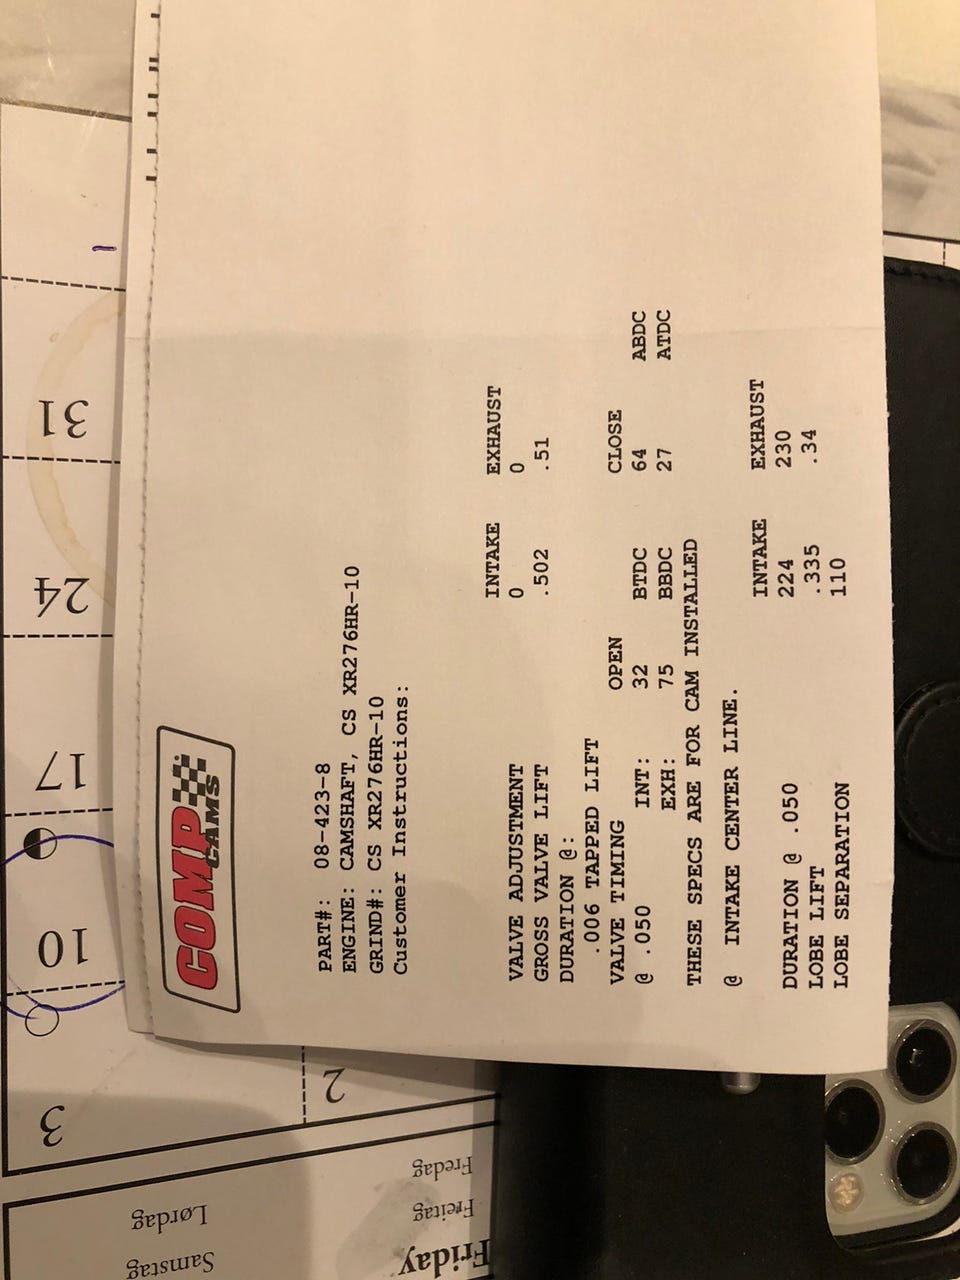 COMP
CAMS
PART#: 08-423-8
ENGINE: CAMSHAFT, CS XR276HR-10
GRIND#: CS XR276HR-10
Customer Instructions:
INTAKE EXHAUST
VALVE ADJUSTMENT 0 0
GROSS VALVE LIFT .502 .51
DURATION @:
.006 TAPPED LIFT
VALVE TIMING OPEN CLOSE
@ .050 INT: 32 BTDC 64 ABDC
EXH: 75 BBDC 27 ATDC
THESE SPECS ARE FOR CAM INSTALLED
@ INTAKE CENTER LINE.
INTAKE EXHAUST
DURATION @ .050 224 230
LOBE LIFT .335 .34
LOBE SEPARATION 110
31
24
17
10
3
2
Friday
Freitag
Fredag
Samstag
Lørdag